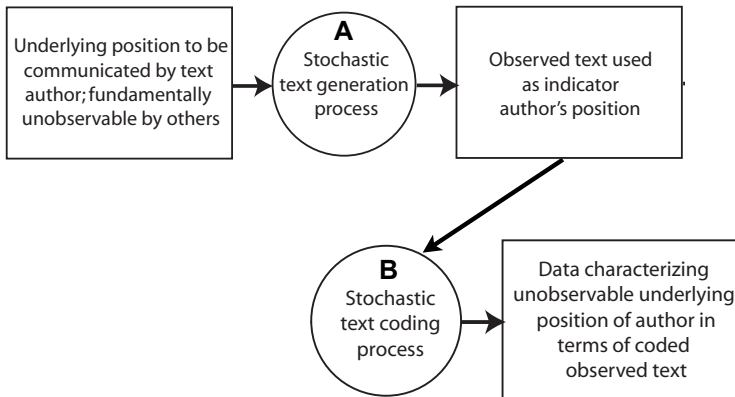 Underlying position to be
communicated by text
author; fundamentally
unobservable by others
A
Stochastic
text generation
process
Observed text used
as indicator
author's position
B
Stochastic
text coding
process
Data characterizing
unobservable underlying
position of author in
terms of coded
observed text